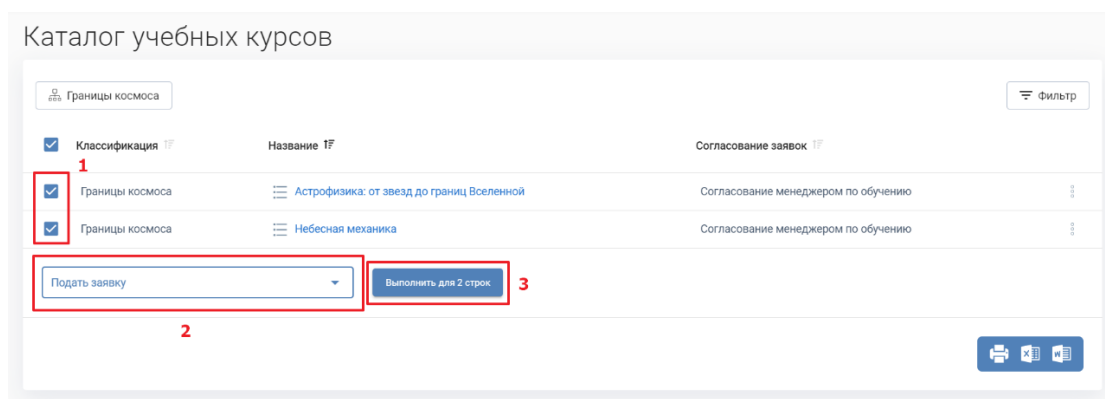 Каталог учебных курсов
Границы космоса
Фильтр
Классификация Название Согласование заявок
1
Границы космоса Астрофизика: от звезд до границ Вселенной Согласование менеджером по обучению
Границы космоса Небесная механика Согласование менеджером по обучению
Подать заявку Выполнить для 2 строк 3
2